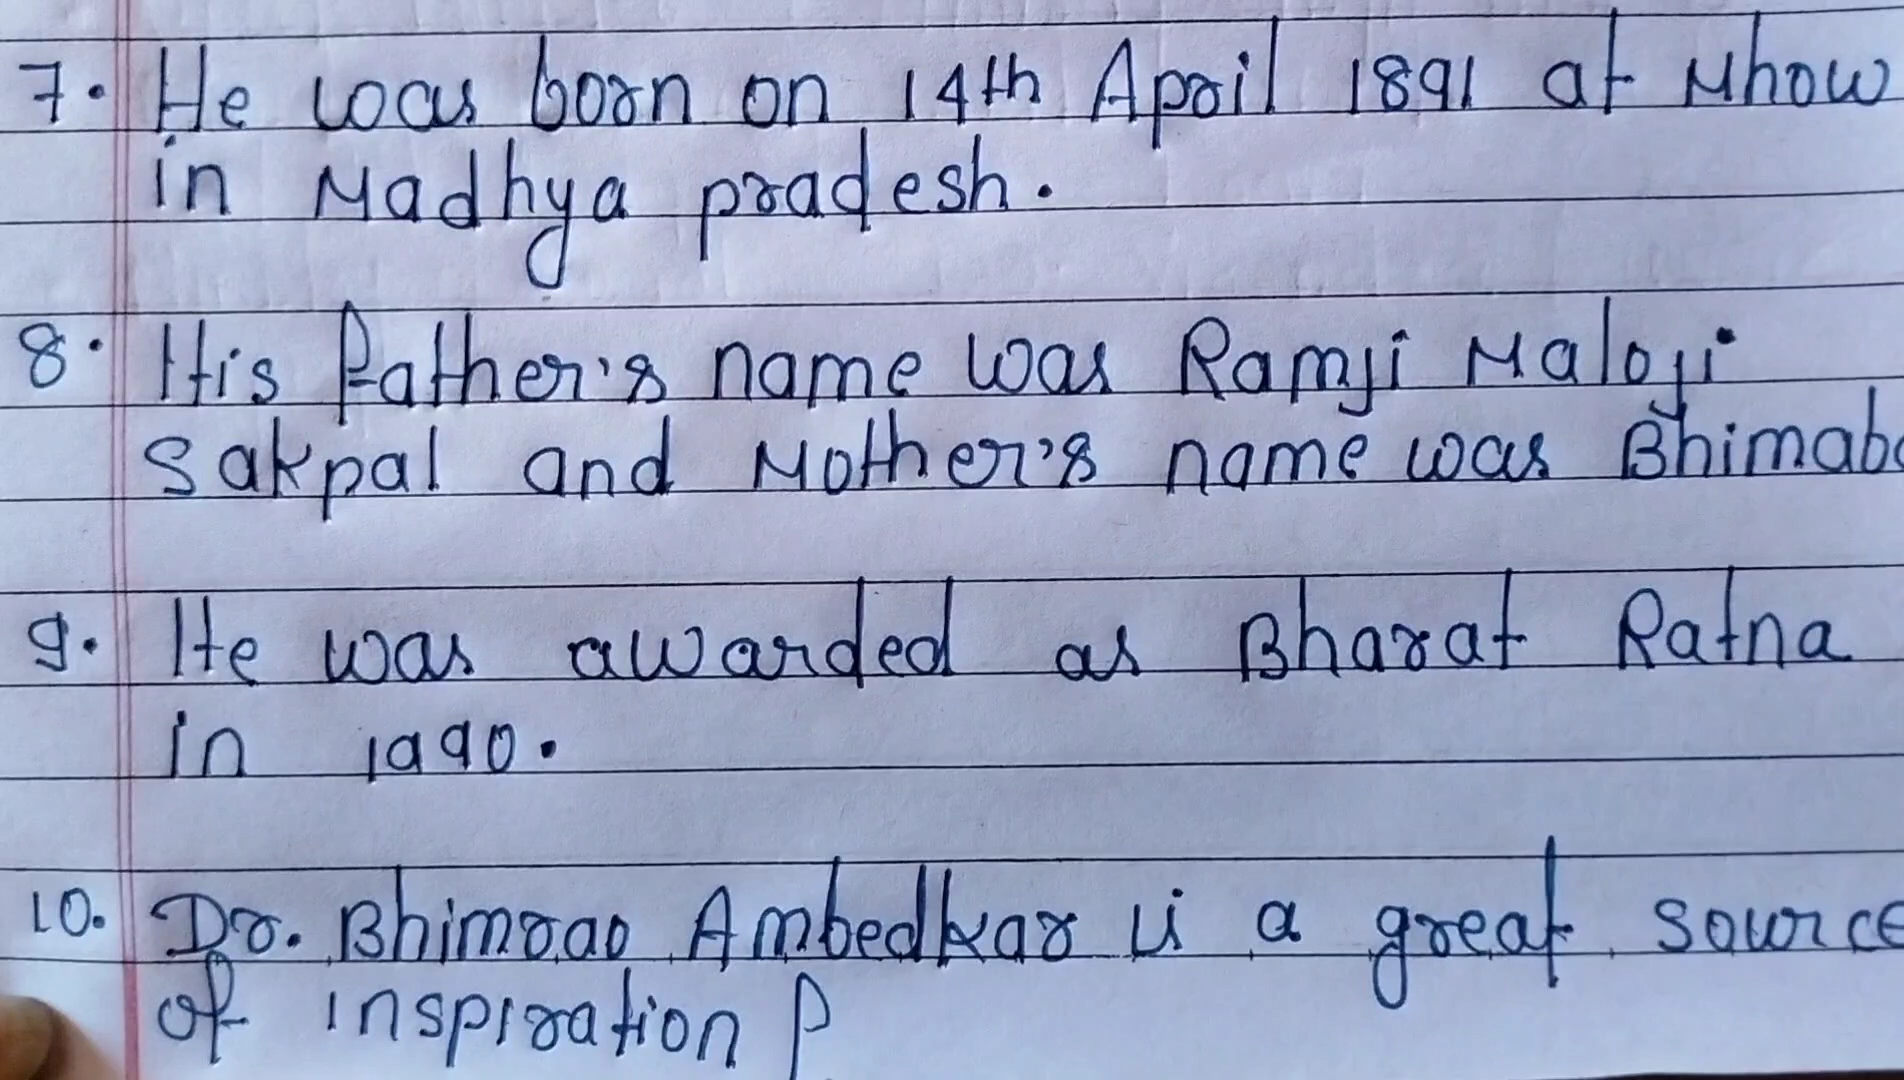 7. He was born on 14th April 1891 at Mhow
in Madhya pradesh.
8. His father's name was Ramji Maloji
Sakpal and Mother's name was
9. He was awarded as Bharat Ratna
in 1990.
10. Dr. Bhimrao Ambedkar is a great source
of inspiration